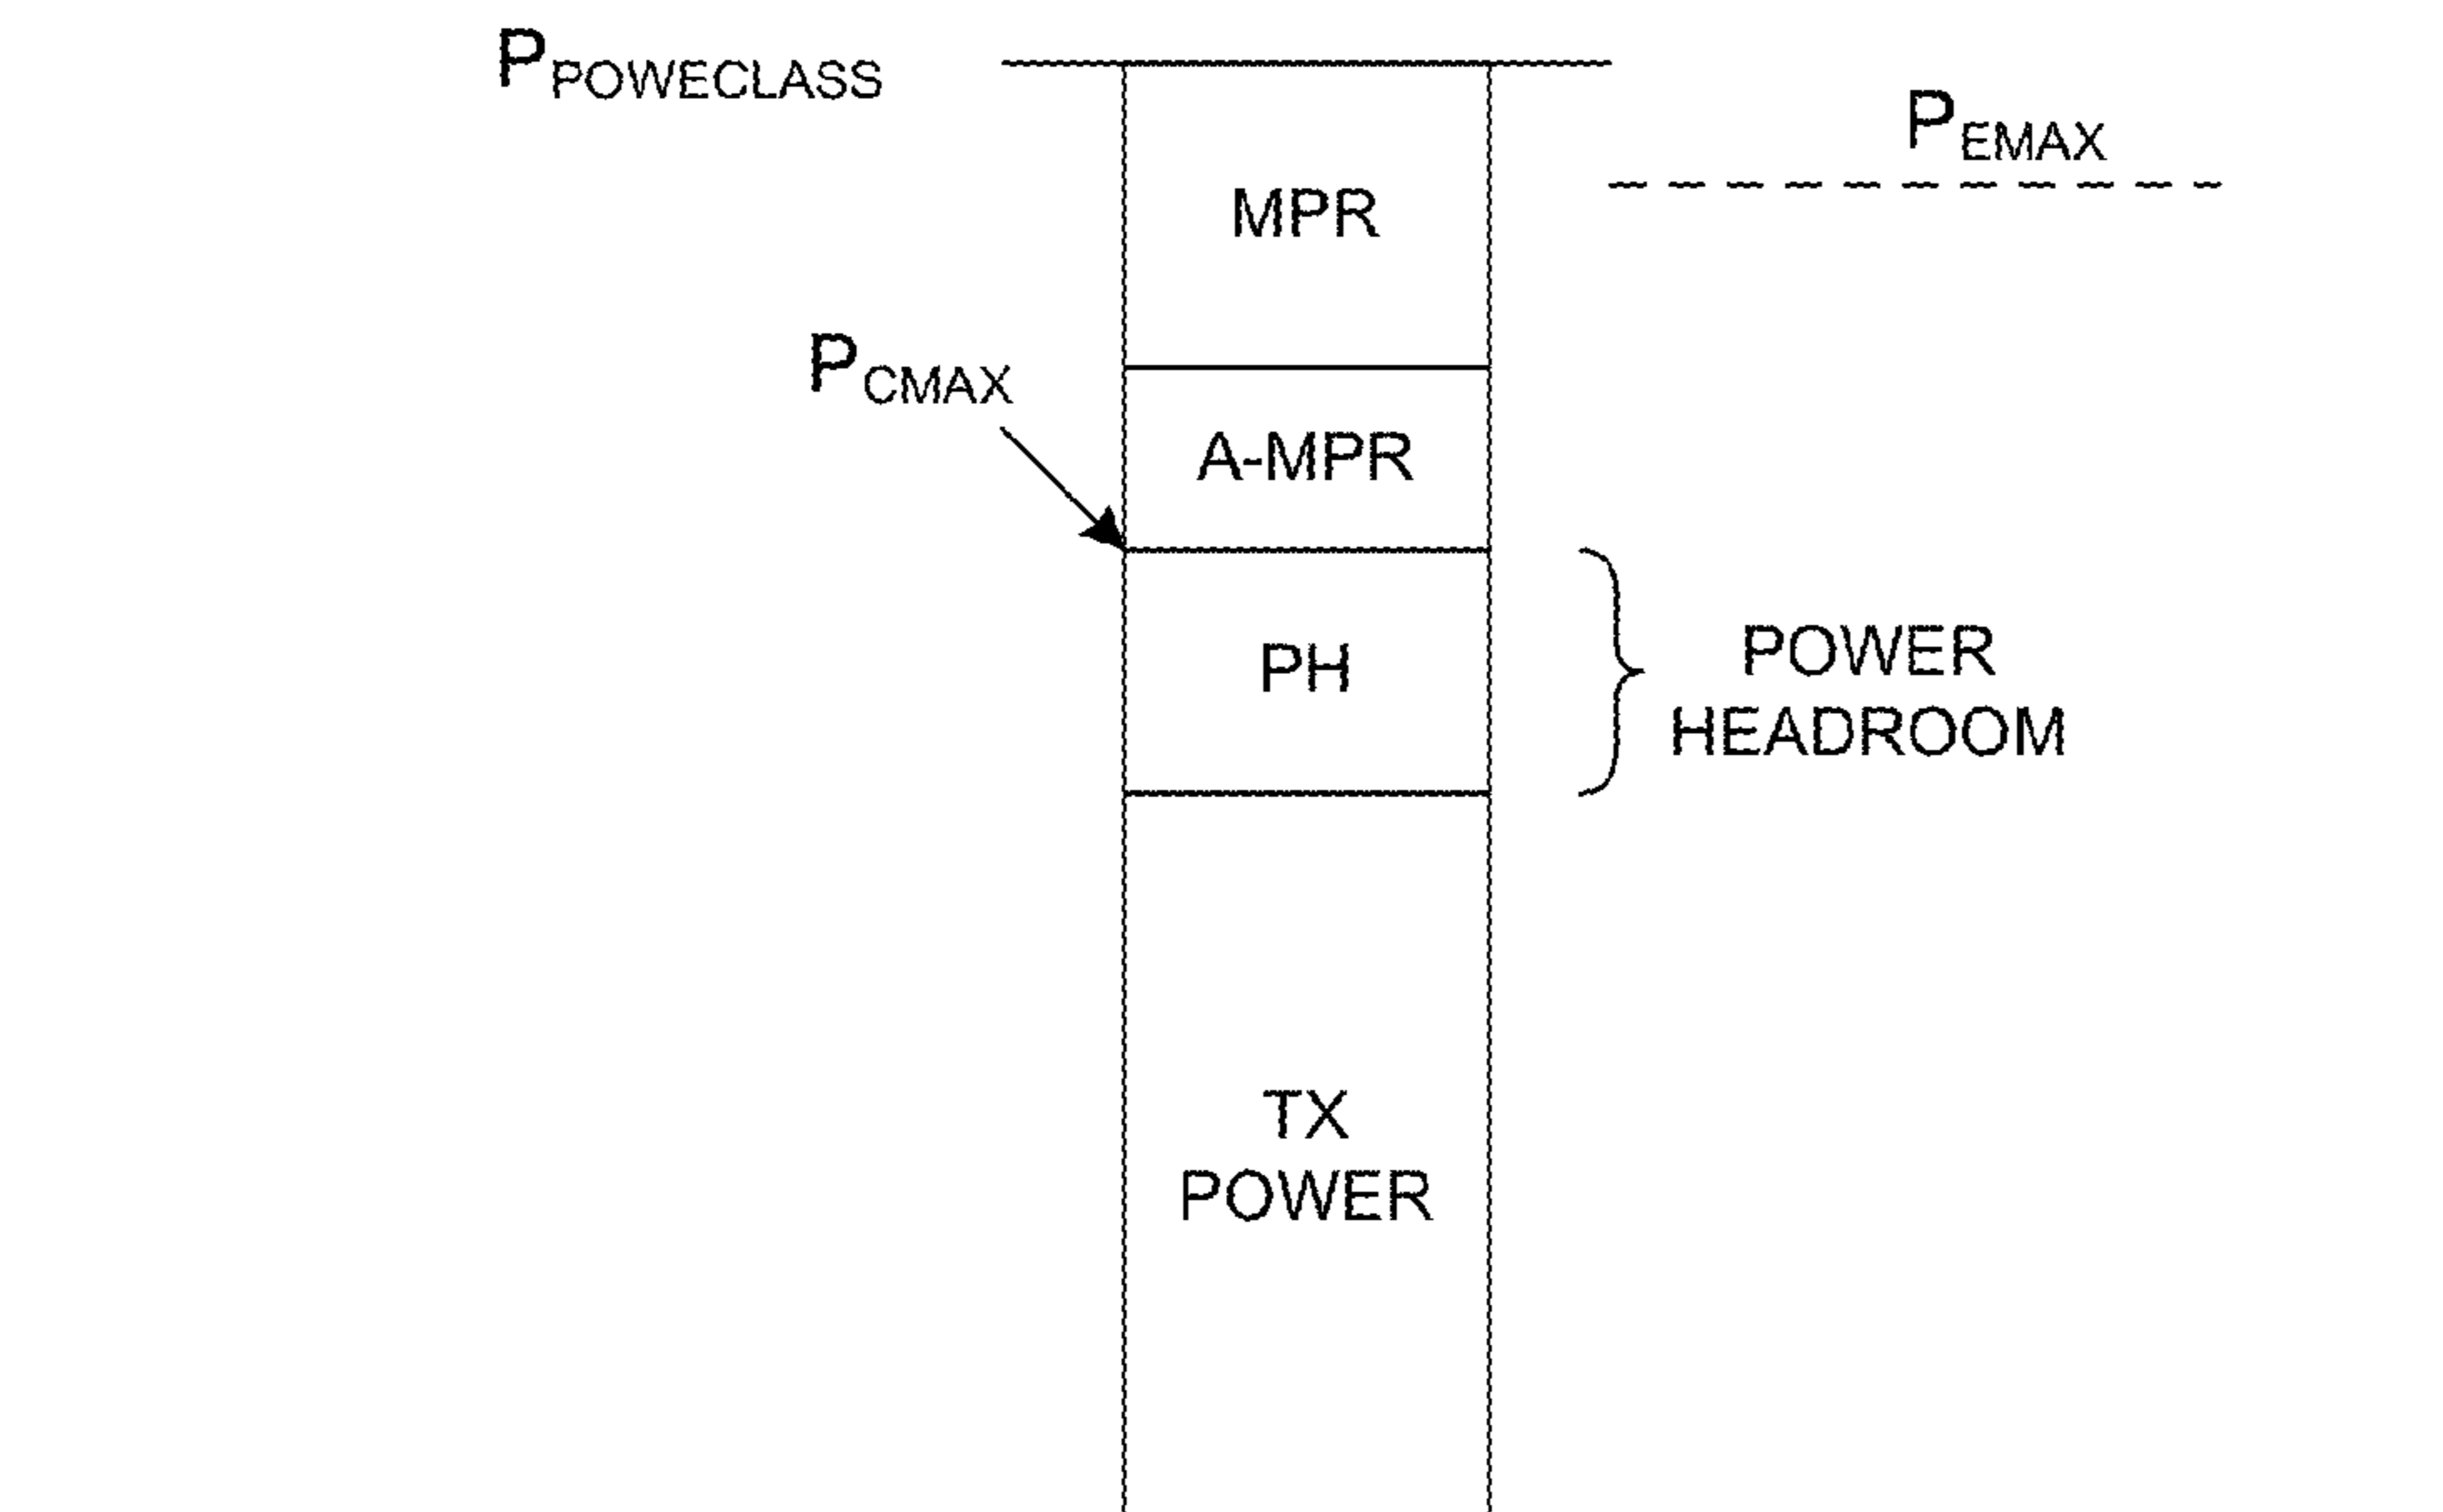 PPOWECLASS
PEMAX
MPR
PCMAX
A-MPR
PH
POWER
HEADROOM
TX
POWER